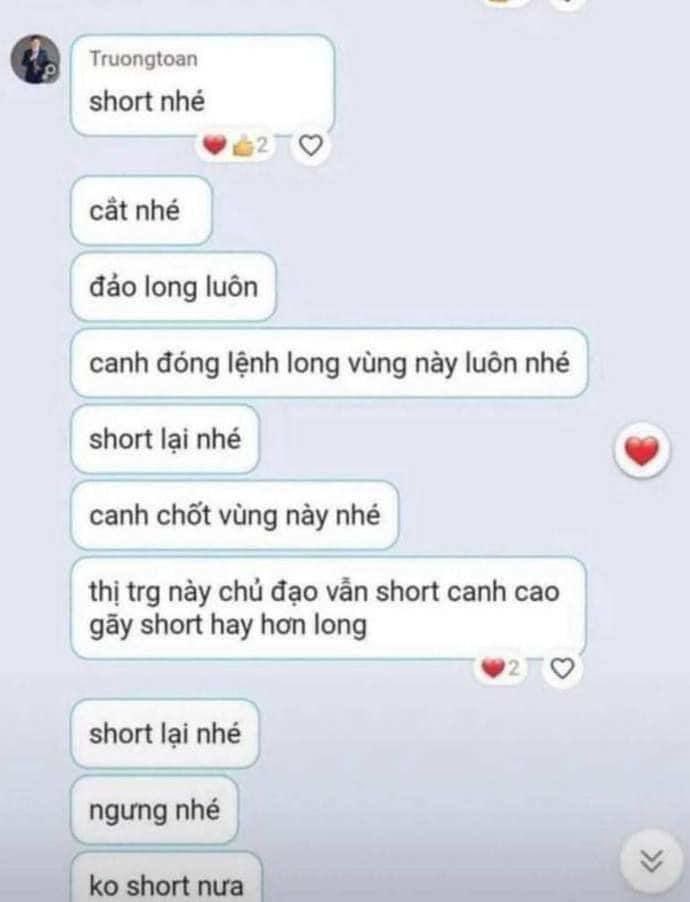 Truongtoan
short nhé
2
cắt nhé
đảo long luôn
canh đóng lệnh long vùng này luôn nhé
short lại nhé
canh chốt vùng này nhé
thị trg này chủ đạo vẫn short canh cao
gãy short hay hơn long
2
short lại nhé
ngưng nhé
ko short nưa